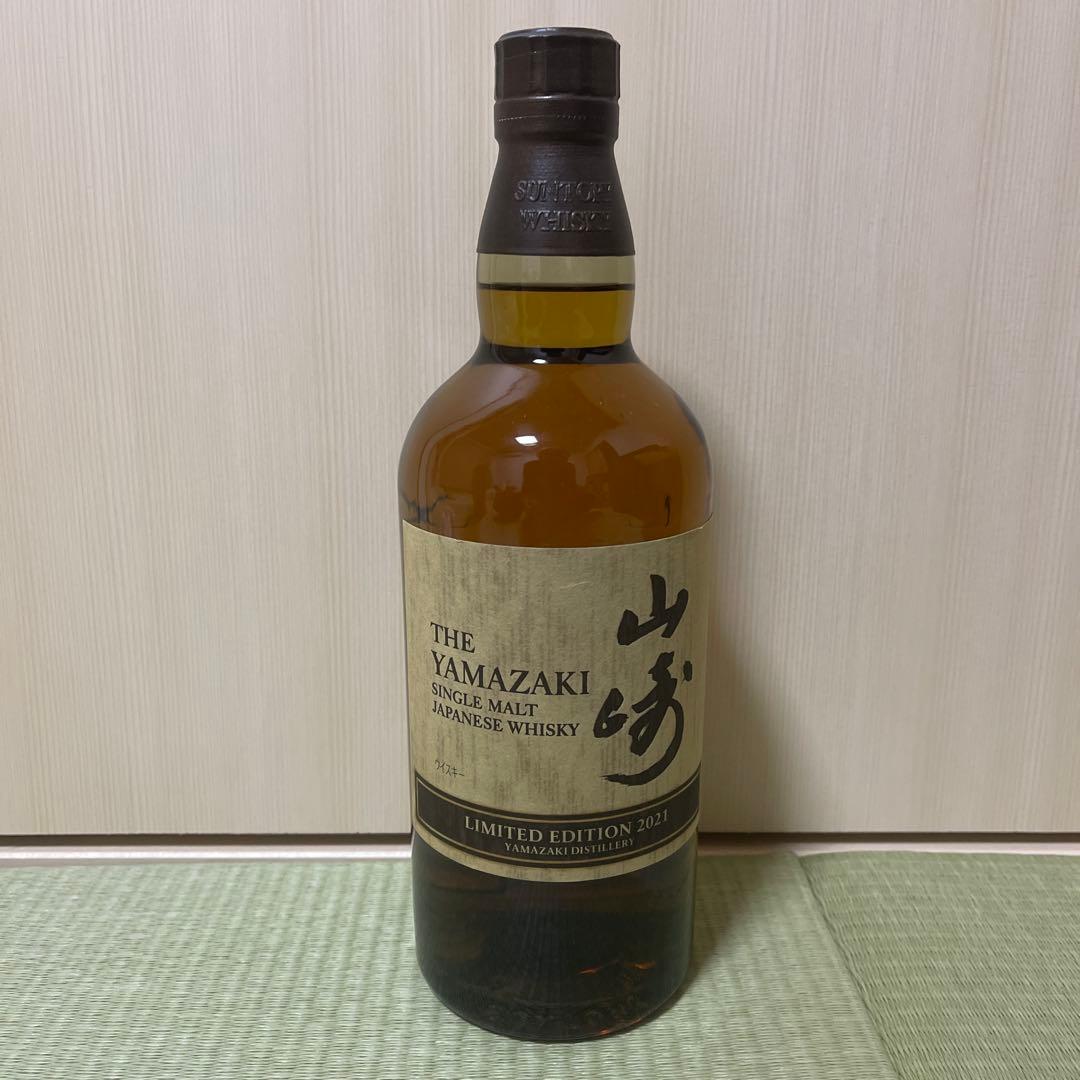 SUNTORY
WHISKY
THE
YAMAZAKI
SINGLE MALT
JAPANESE WHISKY
山崎
ウイスキー
LIMITED EDITION 2021
YAMAZAKI DISTILLERY